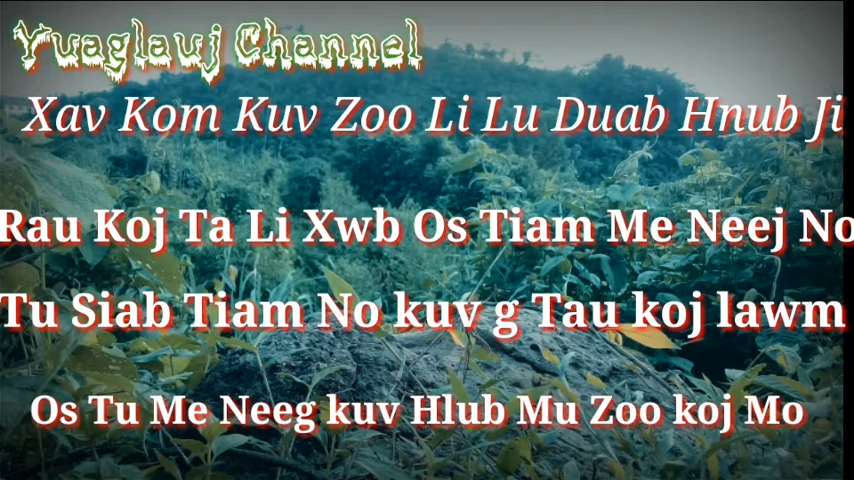 Yuaglauj Channel
Xav Kom Kuv Zoo Li Lu Duab Hnub Ji
Rau Koj Ta Li Xwb Os Tiam Me Neej No
Tu Siab Tiam No kuv g Tau koj lawm
Os Tu Me Neeg kuv Hlub Mu Zoo koj Mo